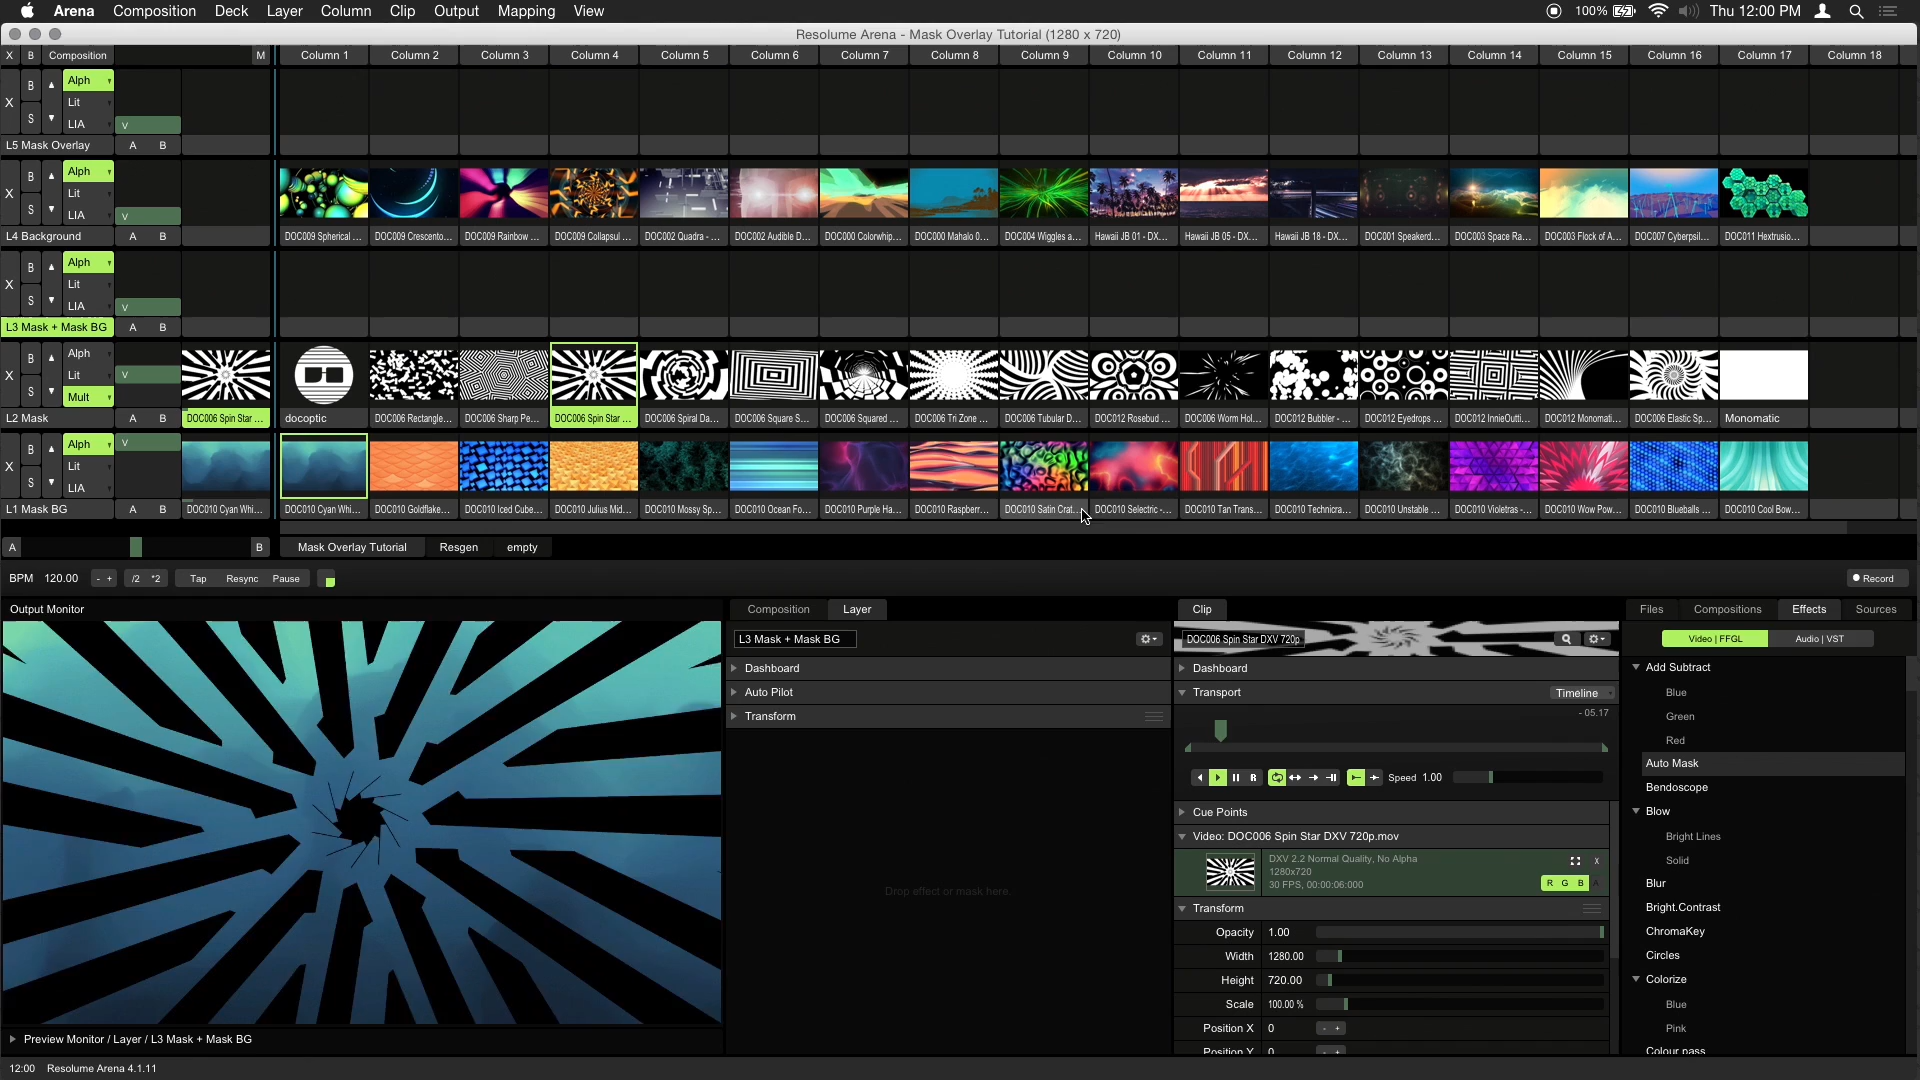 Arena Composition Deck Layer Column Clip Output Mapping View 100% Thu 12:00 PM
Resolume Arena - Mask Overlay Tutorial (1280 x 720)
X B Composition M Column 1 Column 2 Column 3 Column 4 Column 5 Column 6 Column 7 Column 8 Column 9 Column 10 Column 11 Column 12 Column 13 Column 14 Column 15 Column 16 Column 17 Column 18
X B S Alph Lit LIA V
L5 Mask Overlay A B
X B S Alph Lit LIA V
L4 Background A B DOC009 Spherical ... DOC009 Crescento... DOC009 Rainbow ... DOC009 Collapsul ... DOC002 Quadra - ... DOC002 Audible D... DOC000 Colorwhip... DOC000 Mahalo 0... DOC004 Wiggles a... Hawaii JB 01 - DX... Hawaii JB 05 - DX... Hawaii JB 18 - DX... DOC001 Speakerd... DOC003 Space Ra... DOC003 Flock of A... DOC007 Cyberpsil... DOC011 Hextrusio...
X B S Alph Lit LIA V
L3 Mask + Mask BG A B
X B S Alph Lit Mult V
L2 Mask A B DOC006 Spin Star ... docoptic DOC006 Rectangle... DOC006 Sharp Pe... DOC006 Spin Star ... DOC006 Spiral Da... DOC006 Square S... DOC006 Squared ... DOC006 Tri Zone ... DOC006 Tubular D... DOC012 Rosebud ... DOC006 Worm Hol... DOC012 Bubbler - ... DOC012 Eyedrops ... DOC012 InnieOutti... DOC012 Monomati... DOC006 Elastic Sp... Monomatic
X B S Alph Lit LIA V
L1 Mask BG A B DOC010 Cyan Whi... DOC010 Cyan Whi... DOC010 Goldflake... DOC010 Iced Cube... DOC010 Julius Mid... DOC010 Mossy Sp... DOC010 Ocean Fo... DOC010 Purple Ha... DOC010 Raspberr... DOC010 Satin Crat... DOC010 Selectric -... DOC010 Tan Trans... DOC010 Technicra... DOC010 Unstable ... DOC010 Violetras -... DOC010 Wow Pow... DOC010 Blueballs ... DOC010 Cool Bow...
A B Mask Overlay Tutorial Resgen empty
BPM 120.00 - + /2 *2 Tap Resync Pause Record
Output Monitor
Composition Layer
L3 Mask + Mask BG
Dashboard
Auto Pilot
Transform
Drop effect or mask here.
Clip
DOC006 Spin Star DXV 720p
Dashboard
Transport Timeline
- 05.17
R Speed 1.00
Cue Points
Video: DOC006 Spin Star DXV 720p.mov
DXV 2.2 Normal Quality, No Alpha X
1280x720
30 FPS, 00:00:06:000 R G B A
Transform
Opacity 1.00
Width 1280.00
Height 720.00
Scale 100.00 %
Position X 0 - +
Position Y 0 - +
Files Compositions Effects Sources
Video | FFGL Audio | VST
Add Subtract
Blue
Green
Red
Auto Mask
Bendoscope
Blow
Bright Lines
Solid
Blur
Bright.Contrast
ChromaKey
Circles
Colorize
Blue
Pink
Colour pass
Preview Monitor / Layer / L3 Mask + Mask BG
12:00 Resolume Arena 4.1.11